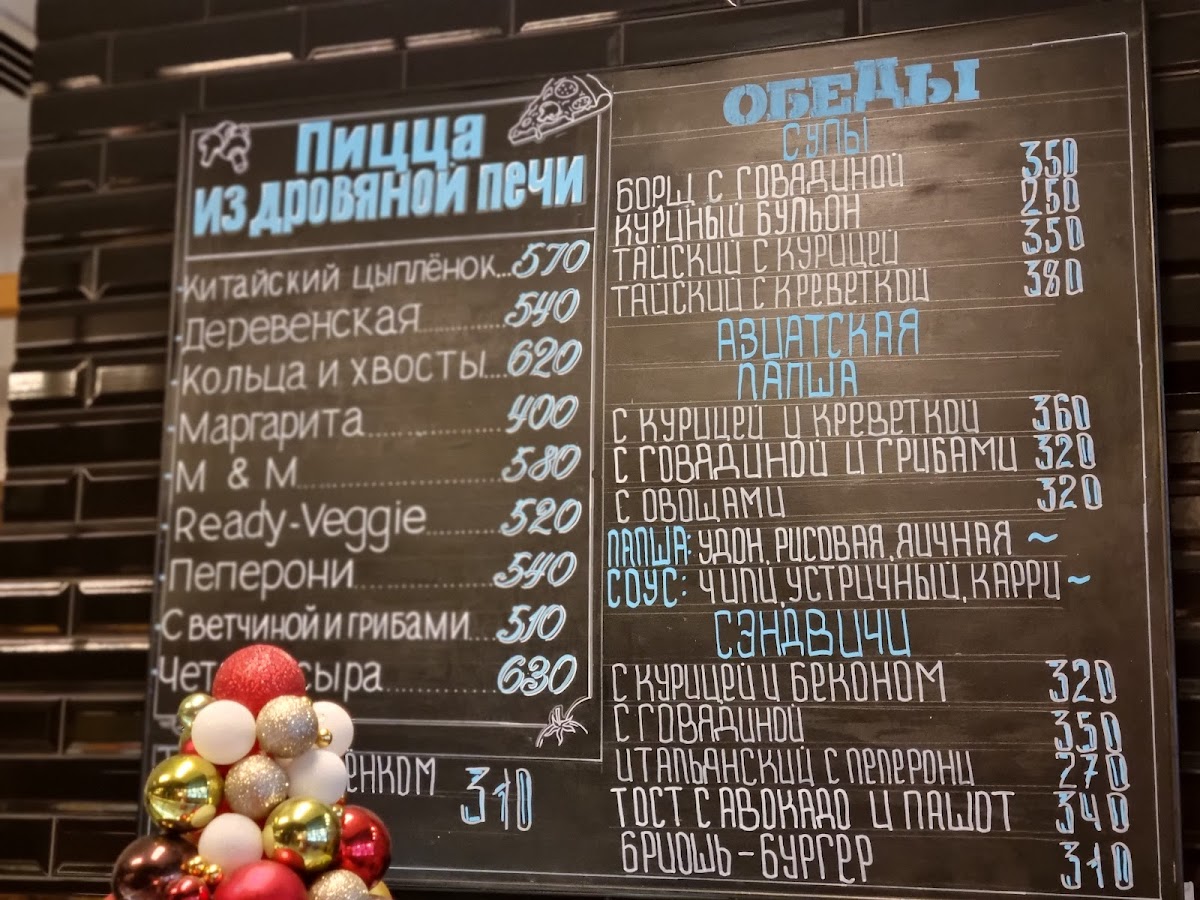 Пицца
из дровяной печи
Китайский цыплёнок...570
Деревенская...........540
Кольца и хвосты....620
Маргарита..............400
М & М.....................580
Ready-Veggie..........520
Пеперони...............540
С ветчиной и грибами...510
сыра............630
310
ОБЕДЫ
СУПЫ
БОРЩ С ГОВЯДИНОЙ 350
КУРИНЫЙ БУЛЬОН 250
ТАЙСКИЙ С КУРИЦЕЙ 350
ТАЙСКИЙ С КРЕВЕТКОЙ 380
АЗИАТСКАЯ
ЛАПША
С КУРИЦЕЙ И КРЕВЕТКОЙ 360
С ГОВЯДИНОЙ И ГРИБАМИ 320
С ОВОЩАМИ 320
ЛАПША: УДОН, РИСОВАЯ, ЯИЧНАЯ ~
СОУС: ЧИЛИ, УСТРИЧНЫЙ, КАРРИ ~
СЭНДВИЧИ
С КУРИЦЕЙ И БЕКОНОМ 320
С ГОВЯДИНОЙ 350
ИТАЛЬЯНСКИЙ С ПЕПЕРОНИ 270
ТОСТ С АВОКАДО И ПАШОТ 340
БРИОШЬ-БУРГЕР 310